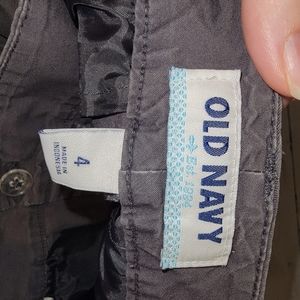 OLD NAVY
Est. 1994
4
MADE IN
INDONESIA